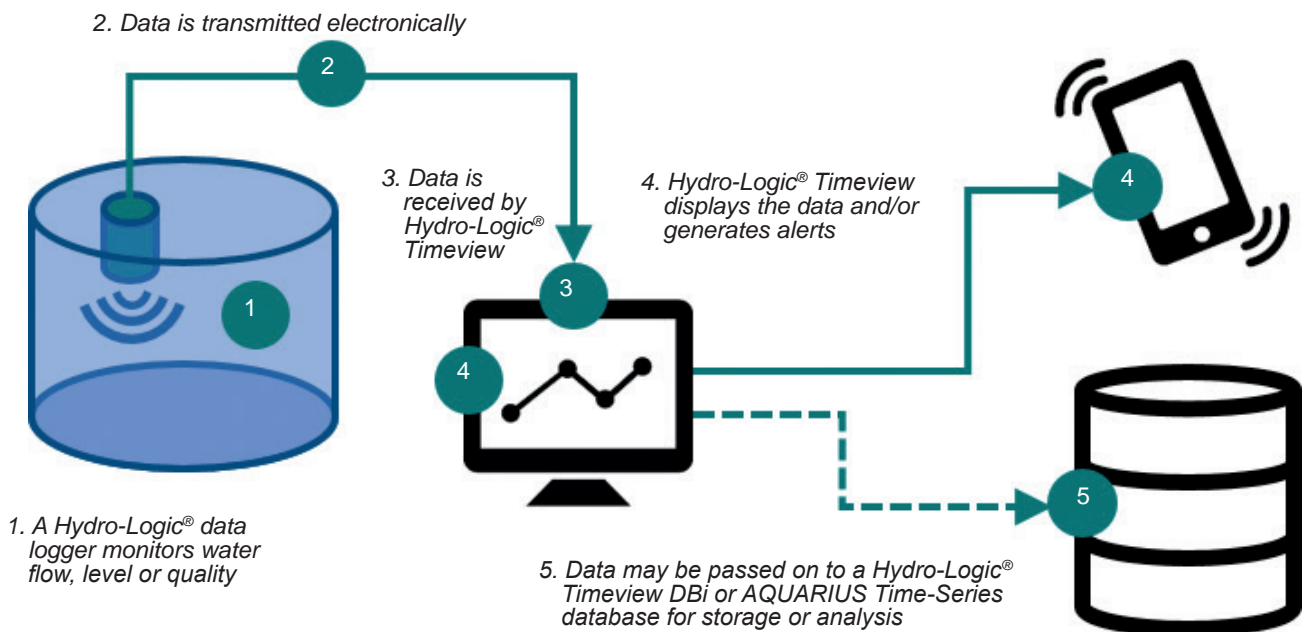 2. Data is transmitted electronically
2
3. Data is
received by
Hydro-Logic®
Timeview
4. Hydro-Logic® Timeview
displays the data and/or
generates alerts
4
1
3
4
5
1. A Hydro-Logic® data
logger monitors water
flow, level or quality
5. Data may be passed on to a Hydro-Logic®
Timeview DBi or AQUARIUS Time-Series
database for storage or analysis